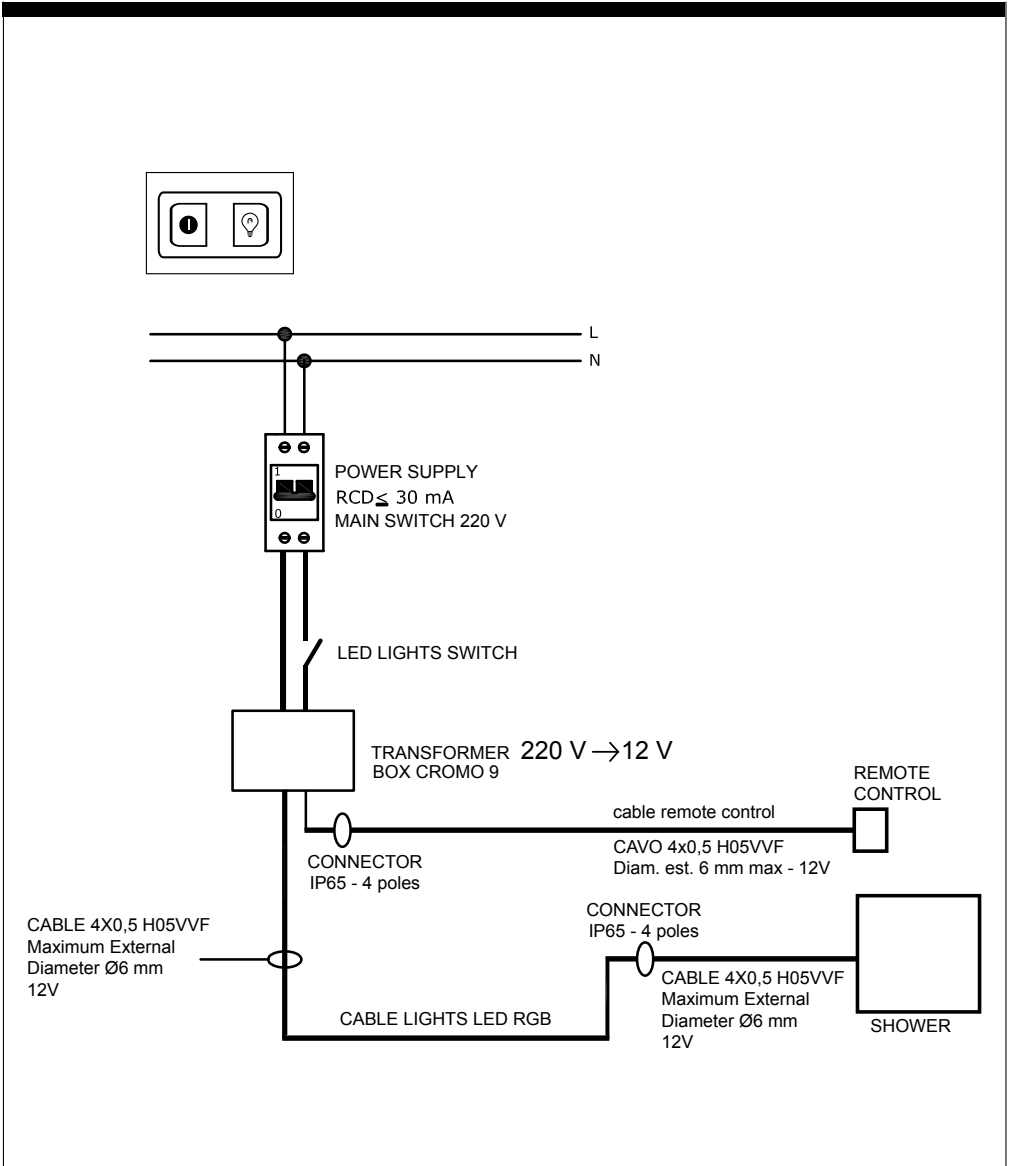 L
N
1
0
POWER SUPPLY
RCD≤ 30 mA
MAIN SWITCH 220 V
LED LIGHTS SWITCH
TRANSFORMER 220 V →12 V
BOX CROMO 9
REMOTE
CONTROL
cable remote control
CAVO 4x0,5 H05VVF
Diam. est. 6 mm max - 12V
CONNECTOR
IP65 - 4 poles
CONNECTOR
IP65 - 4 poles
CABLE 4X0,5 H05VVF
Maximum External
Diameter Ø6 mm
12V
CABLE 4X0,5 H05VVF
Maximum External
Diameter Ø6 mm
12V
CABLE LIGHTS LED RGB
SHOWER